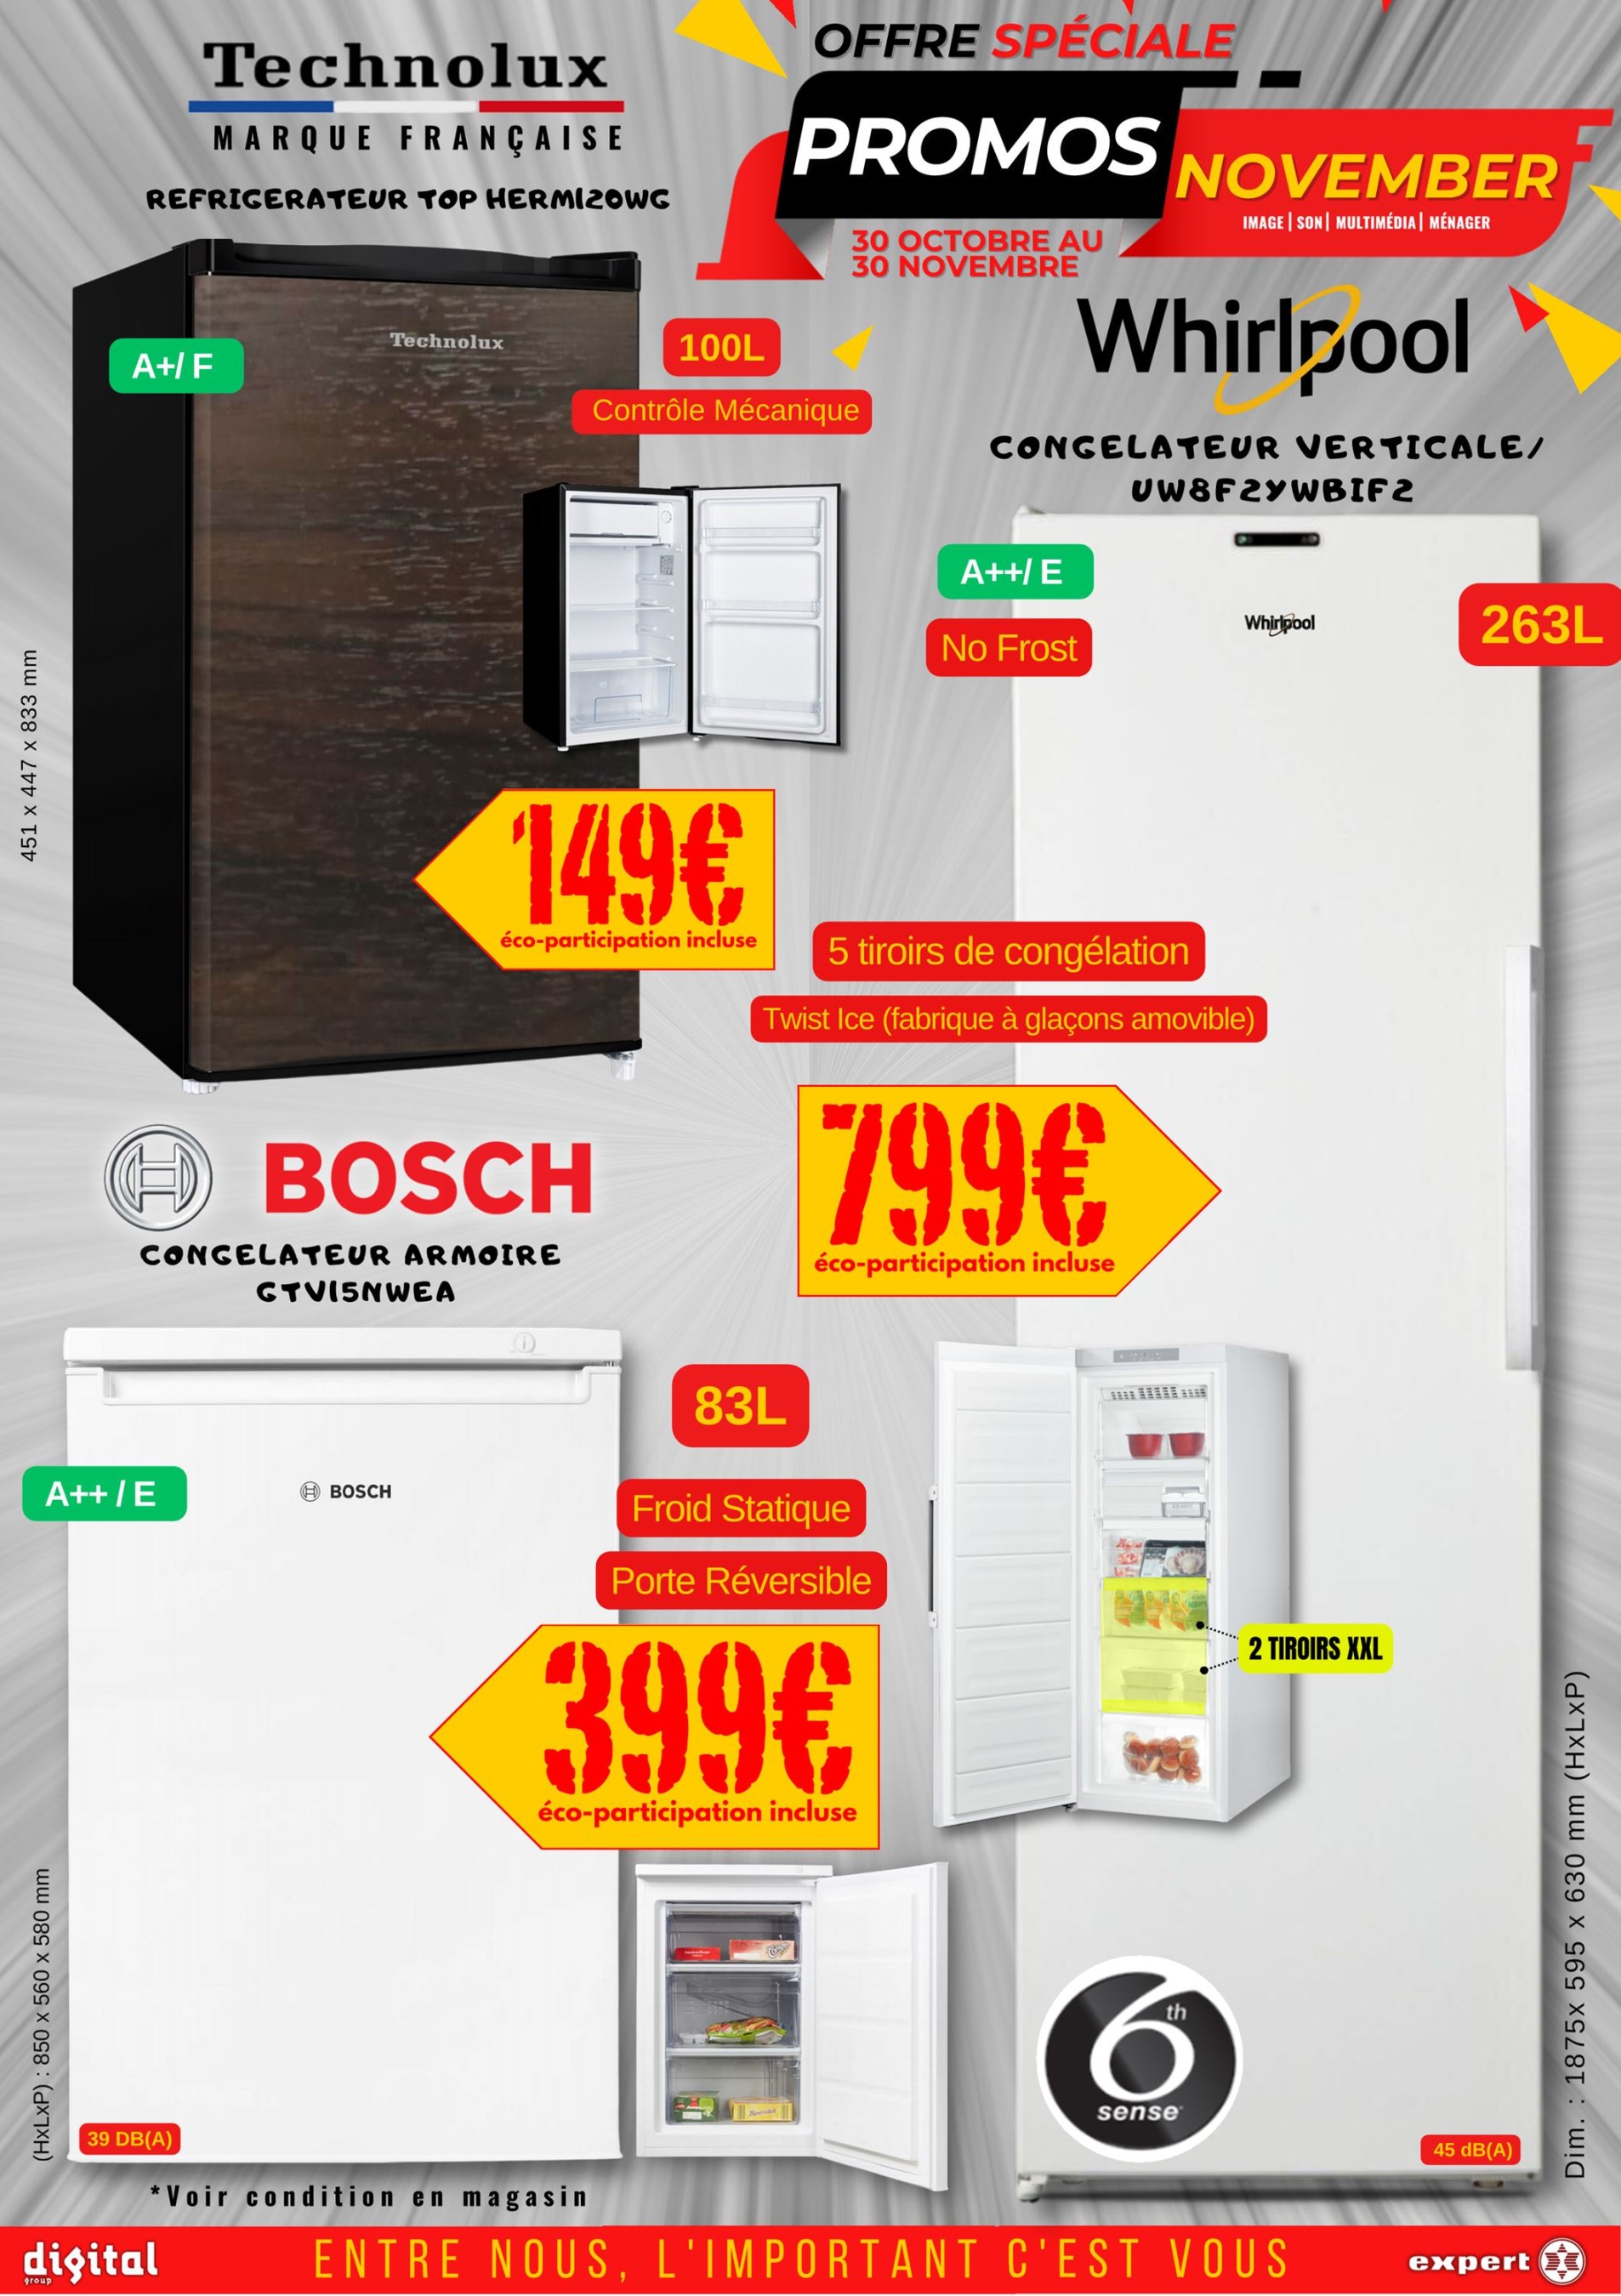 Technolux
MARQUE FRANÇAISE
REFRIGERATEUR TOP HERM120WG
OFFRE SPÉCIALE
PROMOS
NOVEMBER
IMAGE | SON | MULTIMÉDIA | MÉNAGER
30 OCTOBRE AU
30 NOVEMBRE
Technolux
A+/ F
100L
Contrôle Mécanique
451 x 447 x 833 mm
149€
éco-participation incluse
Whirlpool
CONGELATEUR VERTICALE/
UW8F2YWBIF2
A++/ E
No Frost
Whirlpool
263L
5 tiroirs de congélation
Twist Ice (fabrique à glaçons amovible)
799€
éco-participation incluse
2 TIROIRS XXL
6th
sense
45 dB(A)
Dim. : 1875x 595 x 630 mm (HxLxP)
BOSCH
CONGELATEUR ARMOIRE
GTV15NWEA
A++ / E
BOSCH
83L
Froid Statique
Porte Réversible
399€
éco-participation incluse
(HxLxP) : 850 x 560 x 580 mm
39 DB(A)
*Voir condition en magasin
digital
group
ENTRE NOUS, L'IMPORTANT C'EST VOUS
expert